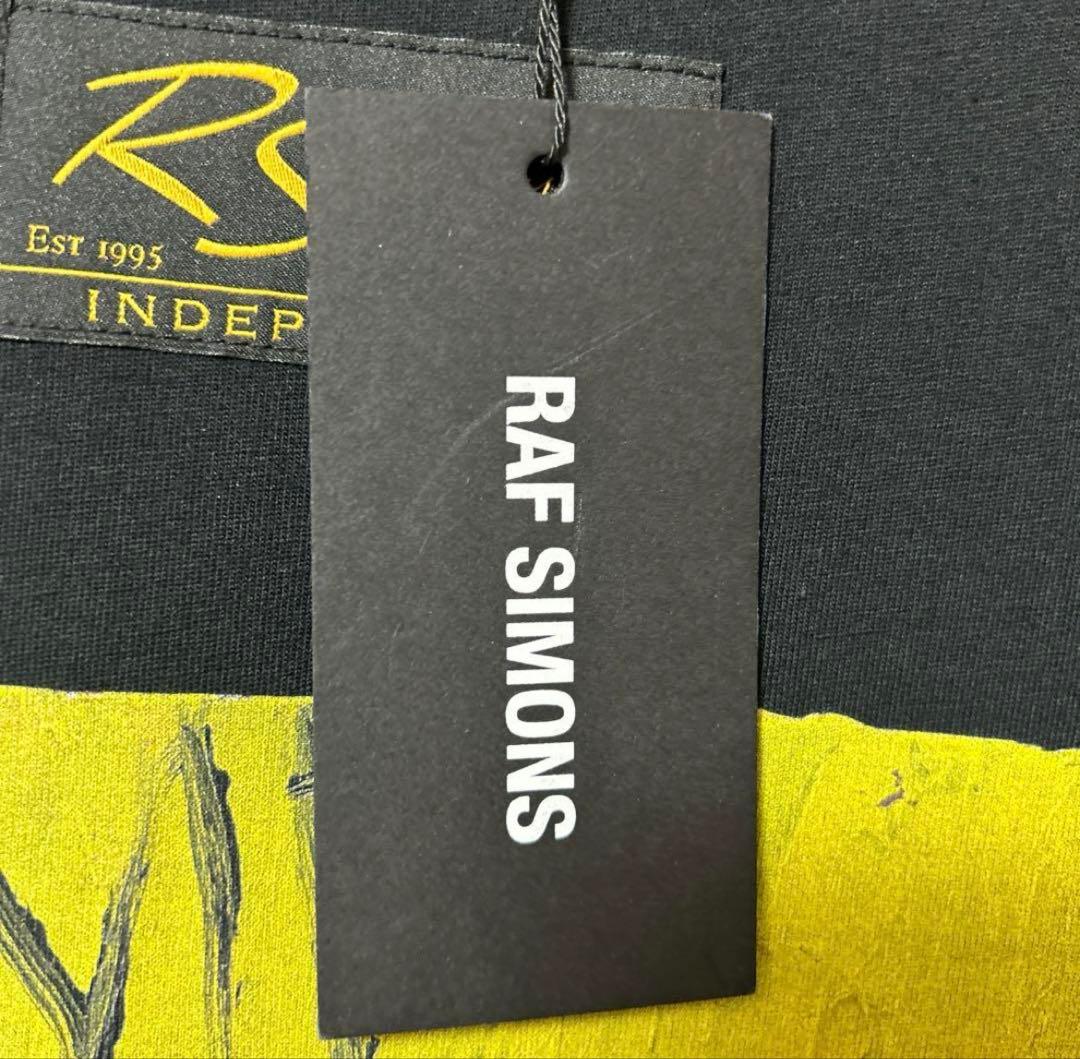 RS
EST 1995
INDEP
RAF SIMONS